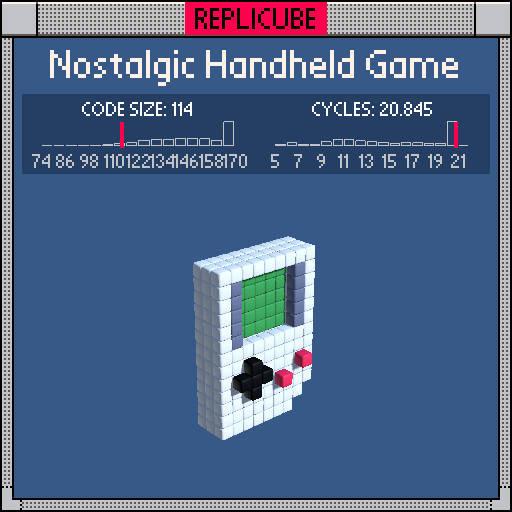 REPLICUBE
Nostalgic Handheld Game
CODE SIZE: 114
CYCLES: 20.845
74 86 98 110122134146158170
5 7 9 11 13 15 17 19 21